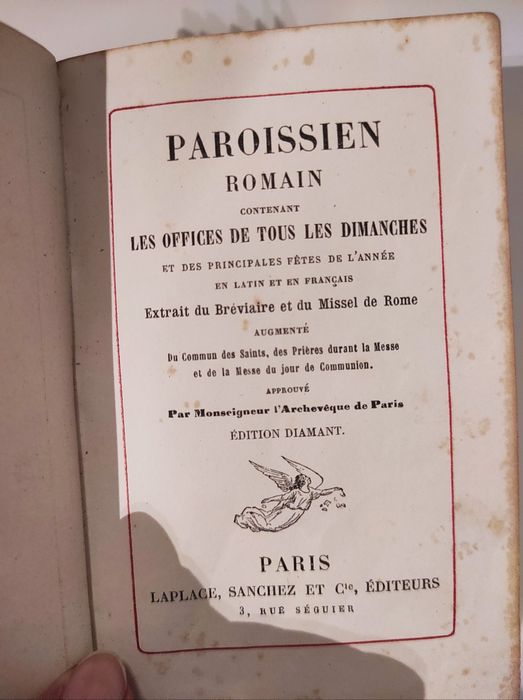 PAROISSIEN
ROMAIN
CONTENANT
LES OFFICES DE TOUS LES DIMANCHES
ET DES PRINCIPALES FÊTES DE L'ANNÉE
EN LATIN ET EN FRANÇAIS
Extrait du Bréviaire et du Missel de Rome
AUGMENTÉ
Du Commun des Saints, des Prières durant la Messe
et de la Messe du jour de Communion.
APPROUVÉ
Par Monseigneur l'Archevêque de Paris
ÉDITION DIAMANT.
PARIS
LAPLACE, SANCHEZ ET Cie, ÉDITEURS
3, RUE SÉGUIER